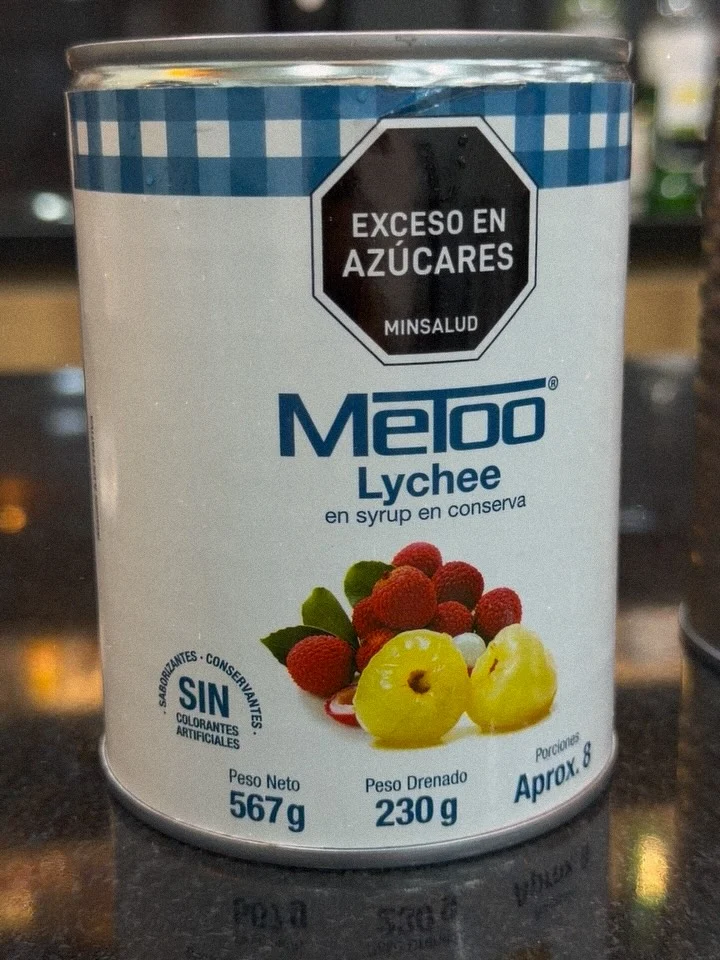 EXCESO EN
AZÚCARES
MINSALUD
MeToo®
Lychee
en syrup en conserva
· SABORIZANTES · CONSERVANTES ·
SIN
COLORANTES
ARTIFICIALES
Peso Neto
567g
Peso Drenado
230g
Porciones
Aprox. 8